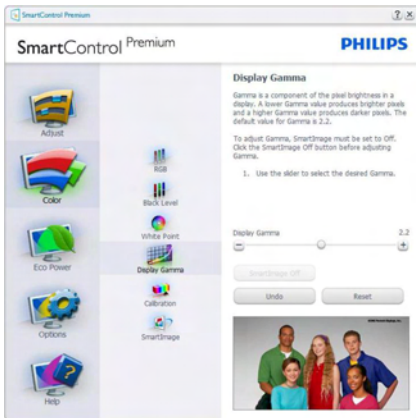 SmartControl Premium
SmartControl Premium
PHILIPS
Adjust
Color
Eco Power
Options
Help
RGB
Black Level
White Point
Display Gamma
Calibration
SmartImage
Display Gamma
Gamma is a component of the pixel brightness in a
display. A lower Gamma value produces brighter pixels
and a higher Gamma value produces darker pixels. The
default value for Gamma is 2.2.
To adjust Gamma, SmartImage must be set to Off.
Click the SmartImage Off button before adjusting
Gamma.
1. Use the slider to select the desired Gamma.
Display Gamma 2.2
SmartImage Off
Undo Reset